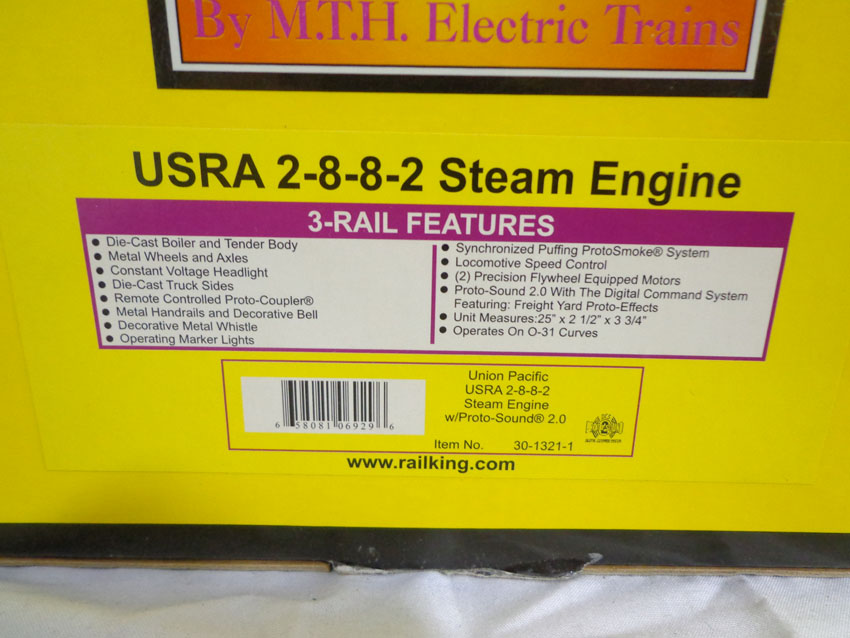 By M.T.H. Electric Trains
USRA 2-8-8-2 Steam Engine
3-RAIL FEATURES
• Die-Cast Boiler and Tender Body
• Metal Wheels and Axles
• Constant Voltage Headlight
• Die-Cast Truck Sides
• Remote Controlled Proto-Coupler®
• Metal Handrails and Decorative Bell
• Decorative Metal Whistle
• Operating Marker Lights
• Synchronized Puffing ProtoSmoke® System
• Locomotive Speed Control
• (2) Precision Flywheel Equipped Motors
• Proto-Sound 2.0 With The Digital Command System
Featuring: Freight Yard Proto-Effects
• Unit Measures:25" x 2 1/2" x 3 3/4"
• Operates On O-31 Curves
6 58081 06929 6
Union Pacific
USRA 2-8-8-2
Steam Engine
w/Proto-Sound® 2.0
Item No. 30-1321-1
www.railking.com